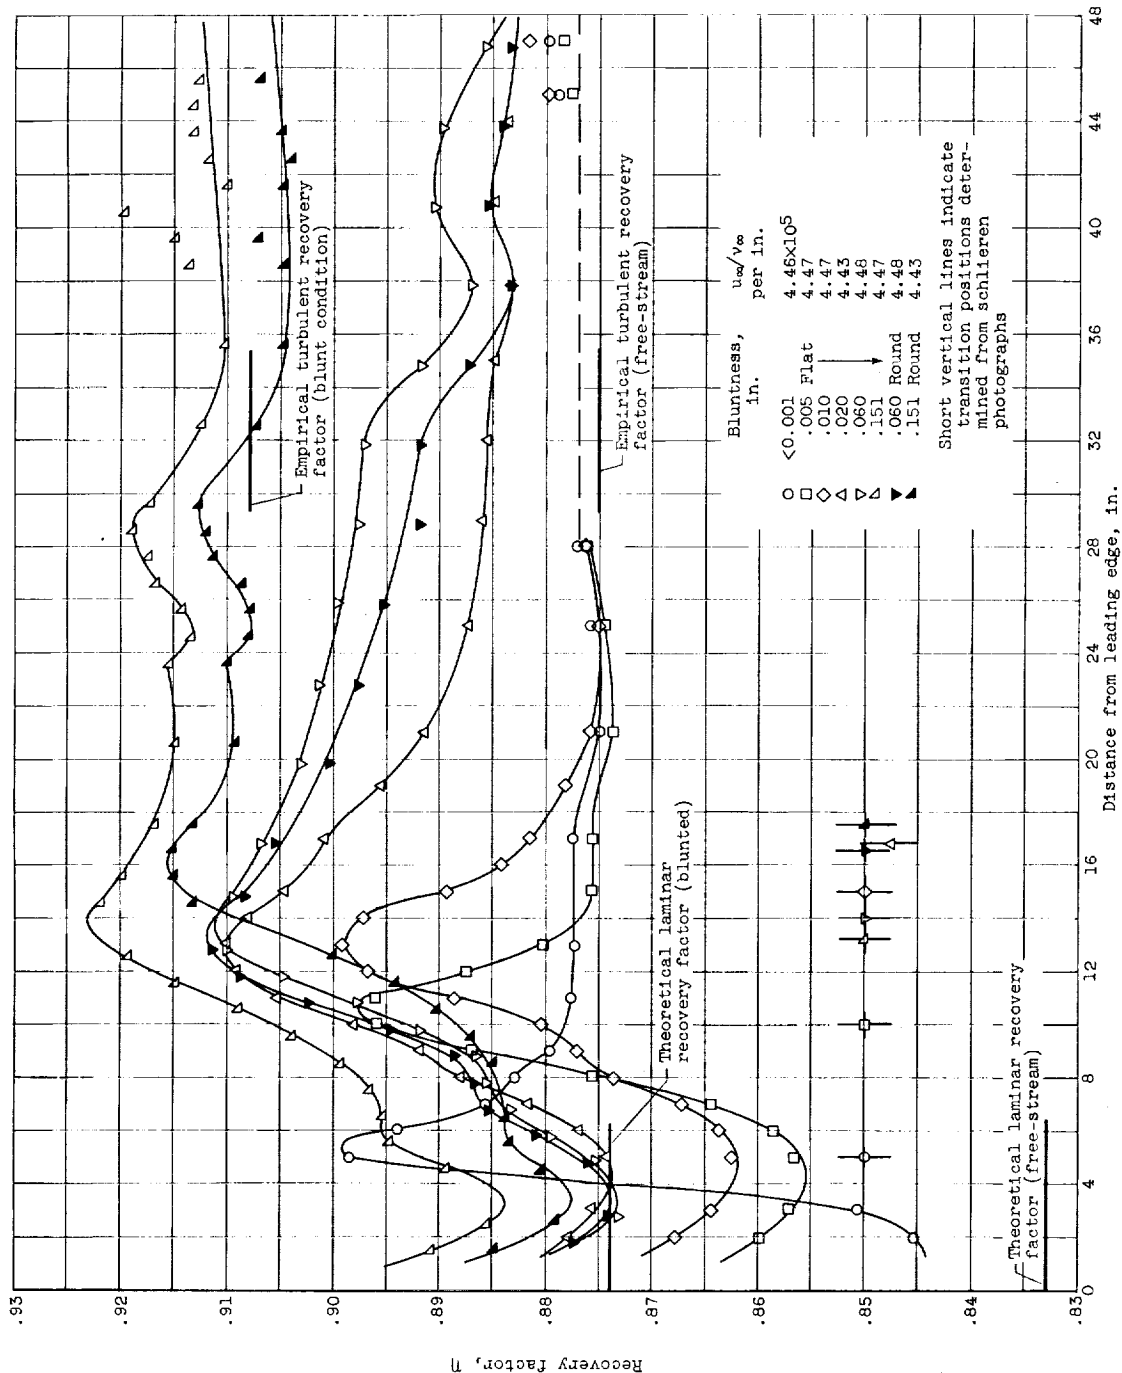 Recovery factor, η
.93
.92
.91
.90
.89
.88
.87
.86
.85
.84
.83
0
4
8
12
16
20
24
28
32
36
40
44
48
Distance from leading edge, in.
Empirical turbulent recovery
factor (blunt condition)
Empirical turbulent recovery
factor (free-stream)
Theoretical laminar
recovery factor (blunted)
Theoretical laminar recovery
factor (free-stream)
Bluntness, u∞/ν∞
in. per in.
<0.001 4.46x10⁵
.005 Flat 4.47
.010 4.47
.020 4.43
.060 4.48
.151 4.47
.060 Round 4.48
.151 Round 4.43
Short vertical lines indicate
transition positions deter-
mined from schlieren
photographs